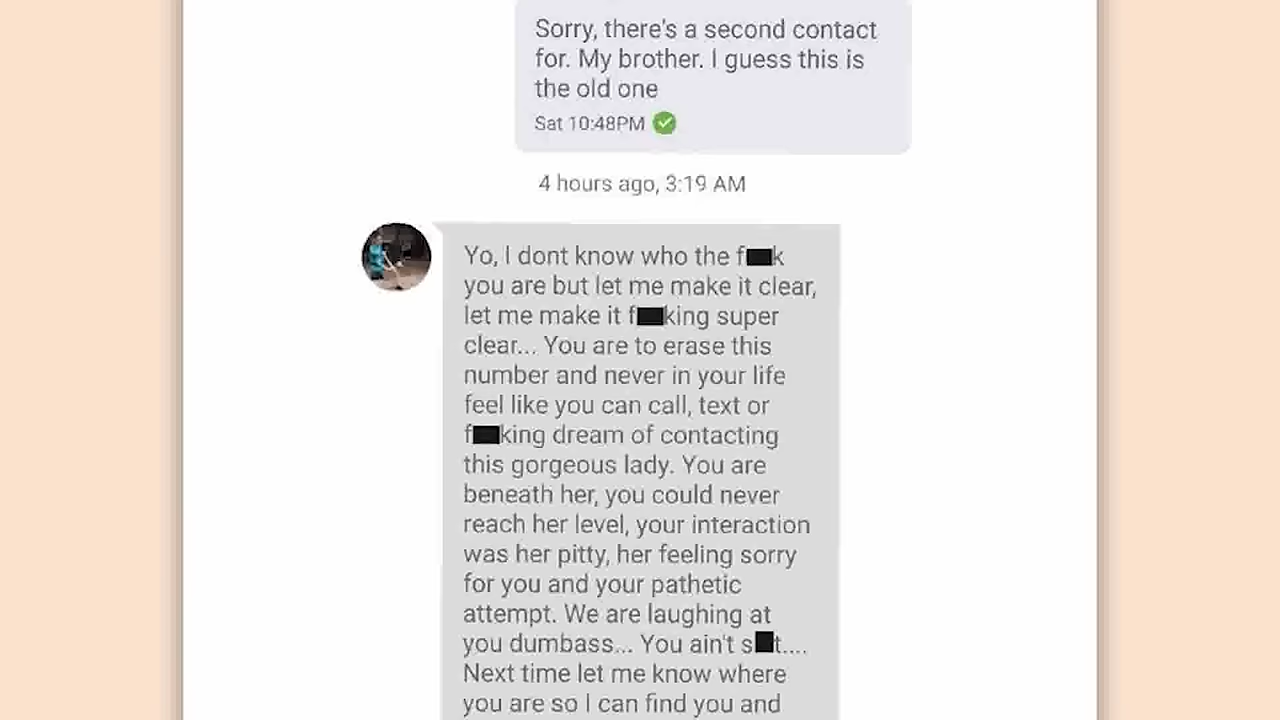 Sorry, there's a second contact
for. My brother. I guess this is
the old one
Sat 10:48PM
4 hours ago, 3:19 AM
Yo, I dont know who the f██k
you are but let me make it clear,
let me make it f██king super
clear... You are to erase this
number and never in your life
feel like you can call, text or
f██king dream of contacting
this gorgeous lady. You are
beneath her, you could never
reach her level, your interaction
was her pitty, her feeling sorry
for you and your pathetic
attempt. We are laughing at
you dumbass... You ain't s█t....
Next time let me know where
you are so I can find you and